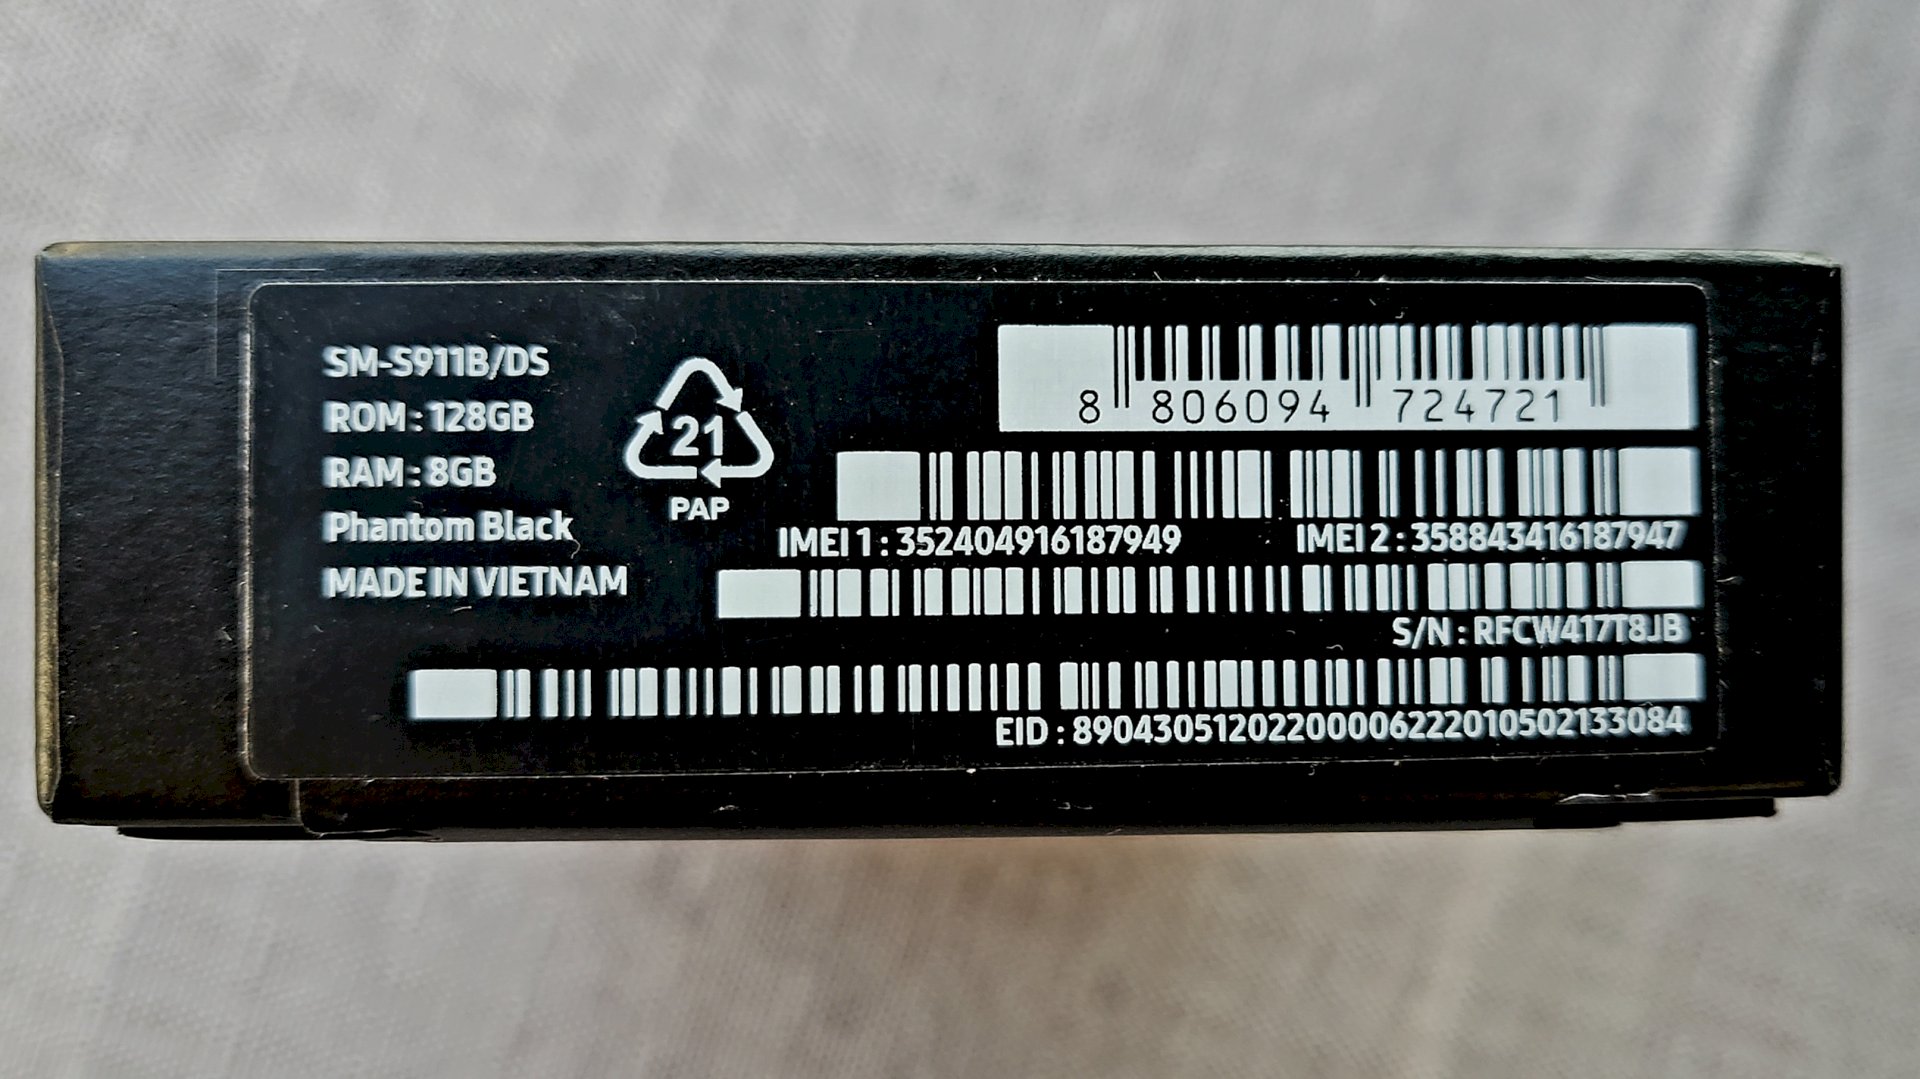 SM-S911B/DS
ROM : 128GB
RAM : 8GB
Phantom Black
MADE IN VIETNAM
21
PAP
8 806094 724721
IMEI 1 : 352404916187949
IMEI 2 : 358843416187947
S/N : RFCW417T8JB
EID : 89043051202200006222010502133084